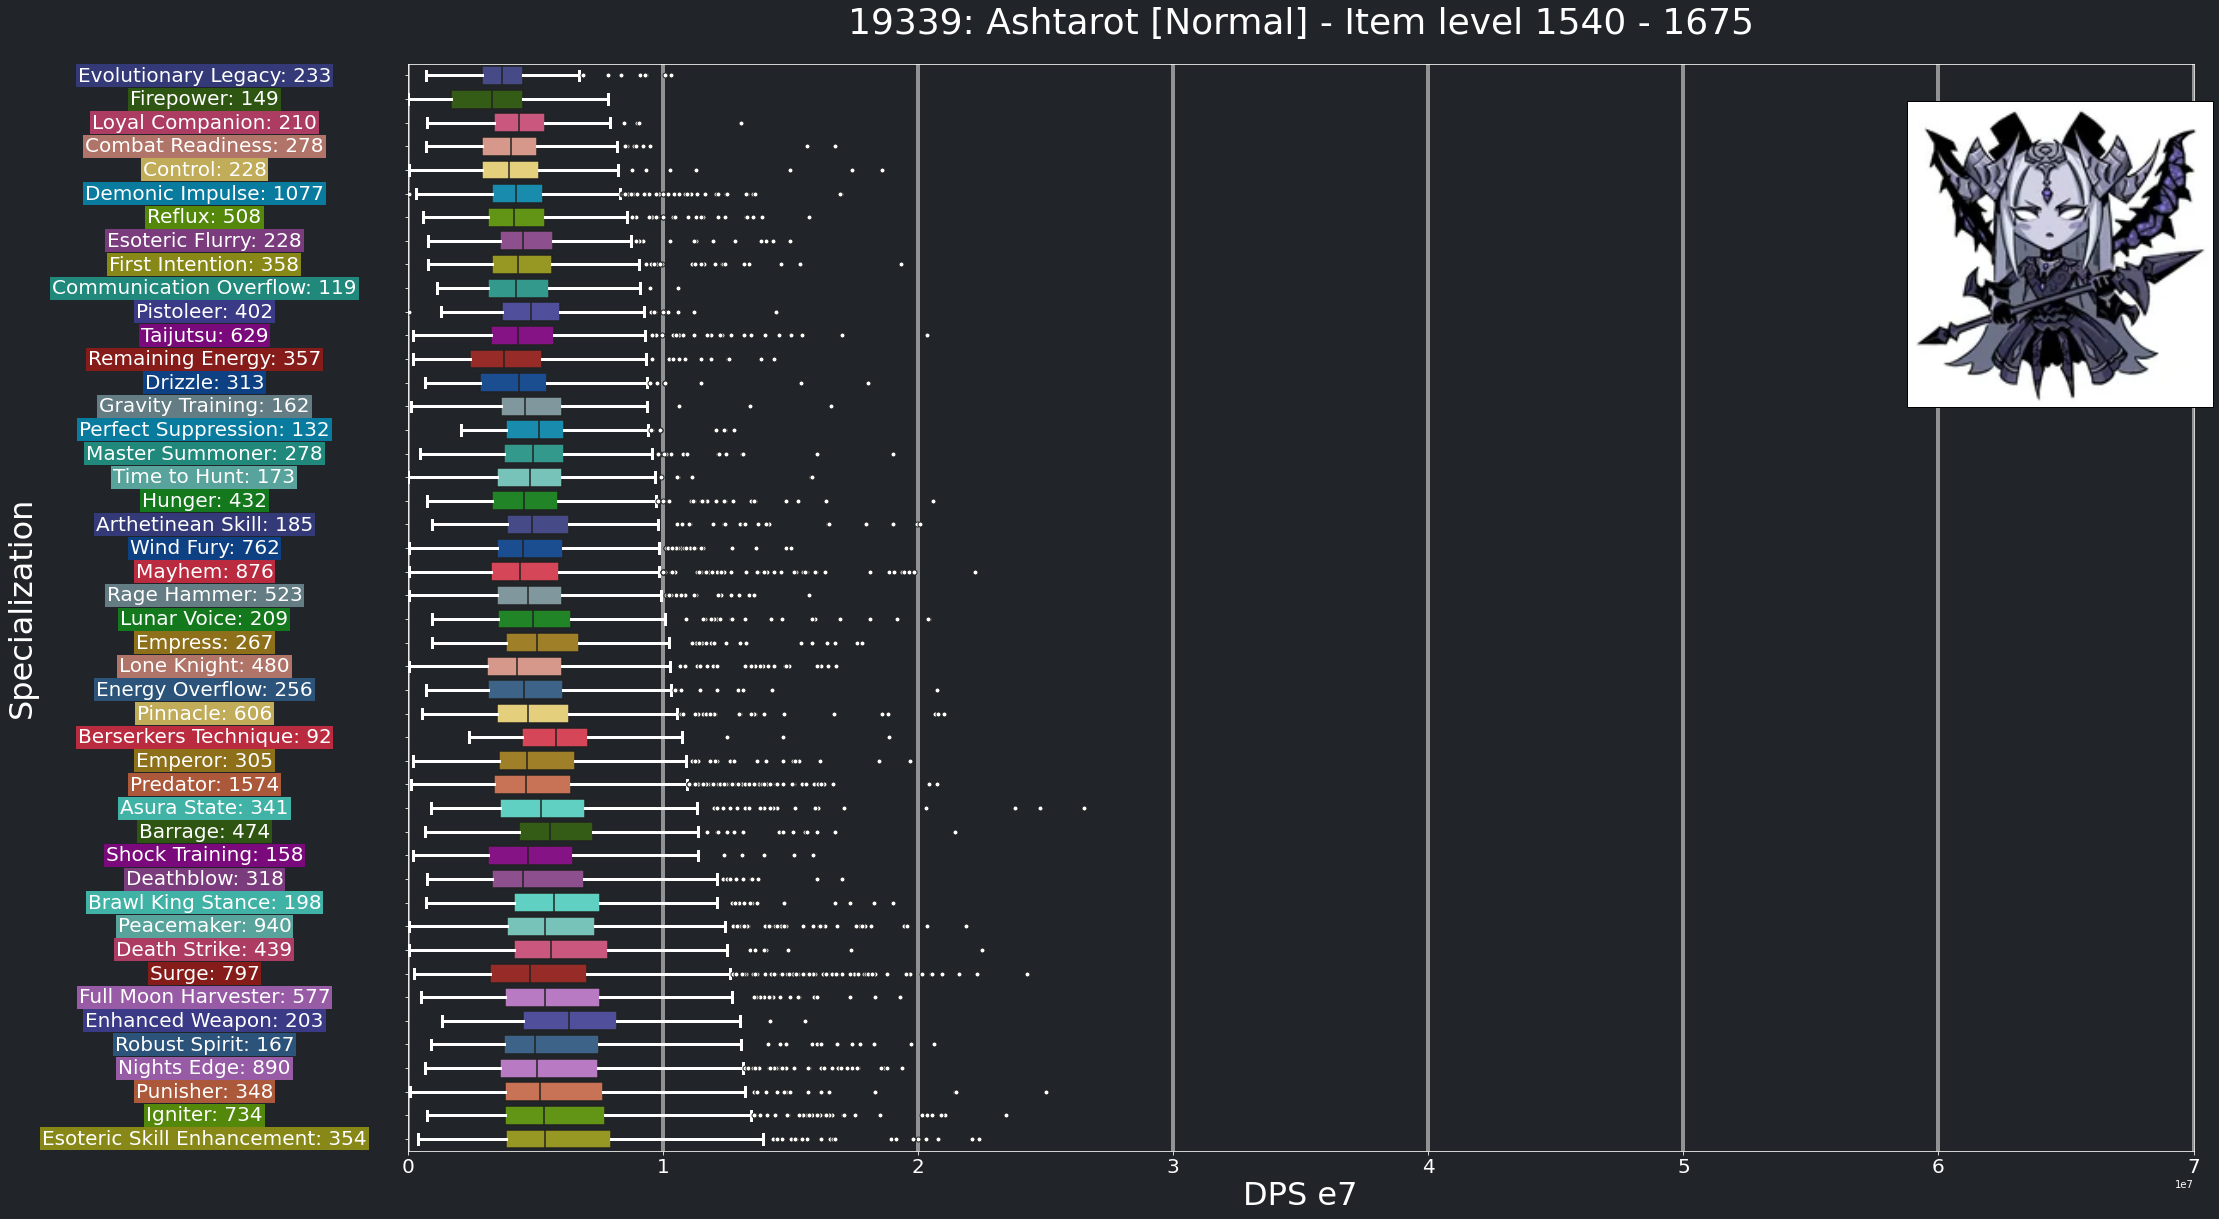 19339: Ashtarot [Normal] - Item level 1540 - 1675
Specialization
Evolutionary Legacy: 233
Firepower: 149
Loyal Companion: 210
Combat Readiness: 278
Control: 228
Demonic Impulse: 1077
Reflux: 508
Esoteric Flurry: 228
First Intention: 358
Communication Overflow: 119
Pistoleer: 402
Taijutsu: 629
Remaining Energy: 357
Drizzle: 313
Gravity Training: 162
Perfect Suppression: 132
Master Summoner: 278
Time to Hunt: 173
Hunger: 432
Arthetinean Skill: 185
Wind Fury: 762
Mayhem: 876
Rage Hammer: 523
Lunar Voice: 209
Empress: 267
Lone Knight: 480
Energy Overflow: 256
Pinnacle: 606
Berserkers Technique: 92
Emperor: 305
Predator: 1574
Asura State: 341
Barrage: 474
Shock Training: 158
Deathblow: 318
Brawl King Stance: 198
Peacemaker: 940
Death Strike: 439
Surge: 797
Full Moon Harvester: 577
Enhanced Weapon: 203
Robust Spirit: 167
Nights Edge: 890
Punisher: 348
Igniter: 734
Esoteric Skill Enhancement: 354
0 1 2 3 4 5 6 7
1e7
DPS e7